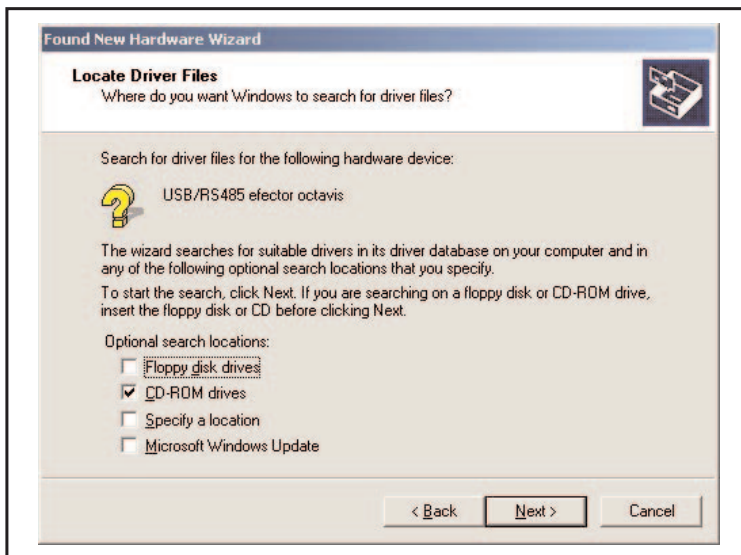 Found New Hardware Wizard
Locate Driver Files
Where do you want Windows to search for driver files?
Search for driver files for the following hardware device:
USB/RS485 efector octavis
The wizard searches for suitable drivers in its driver database on your computer and in
any of the following optional search locations that you specify.
To start the search, click Next. If you are searching on a floppy disk or CD-ROM drive,
insert the floppy disk or CD before clicking Next.
Optional search locations:
Floppy disk drives
CD-ROM drives
Specify a location
Microsoft Windows Update
< Back Next > Cancel